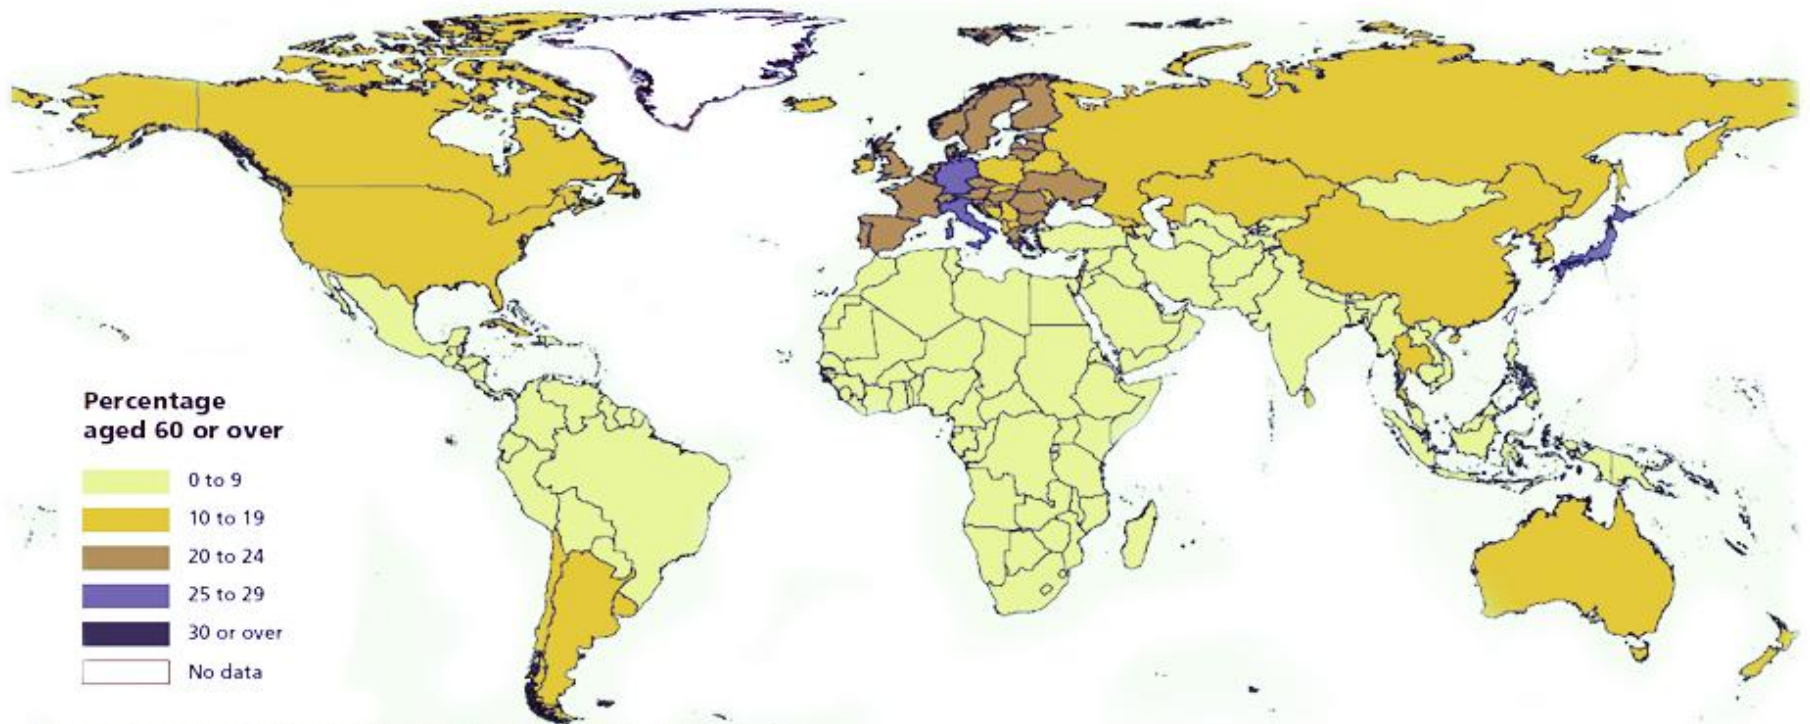 Percentage
aged 60 or over
0 to 9
10 to 19
20 to 24
25 to 29
30 or over
No data